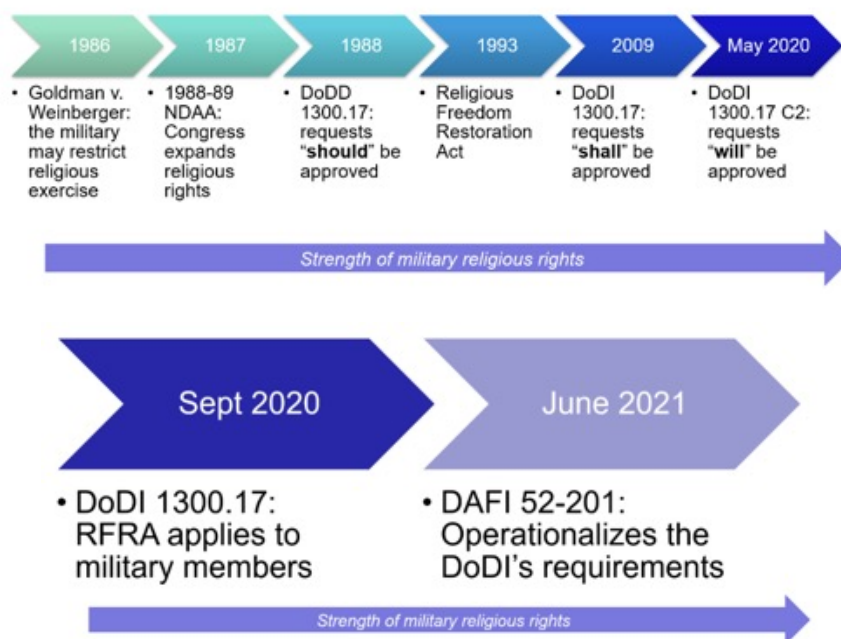 1986
1987
1988
1993
2009
May 2020
• Goldman v.
Weinberger:
the military
may restrict
religious
exercise
• 1988-89
NDAA:
Congress
expands
religious
rights
• DoDD
1300.17:
requests
“should” be
approved
• Religious
Freedom
Restoration
Act
• DoDI
1300.17:
requests
“shall” be
approved
• DoDI
1300.17 C2:
requests
“will” be
approved
Strength of military religious rights
Sept 2020
June 2021
• DoDI 1300.17:
RFRA applies to
military members
• DAFI 52-201:
Operationalizes the
DoDI’s requirements
Strength of military religious rights